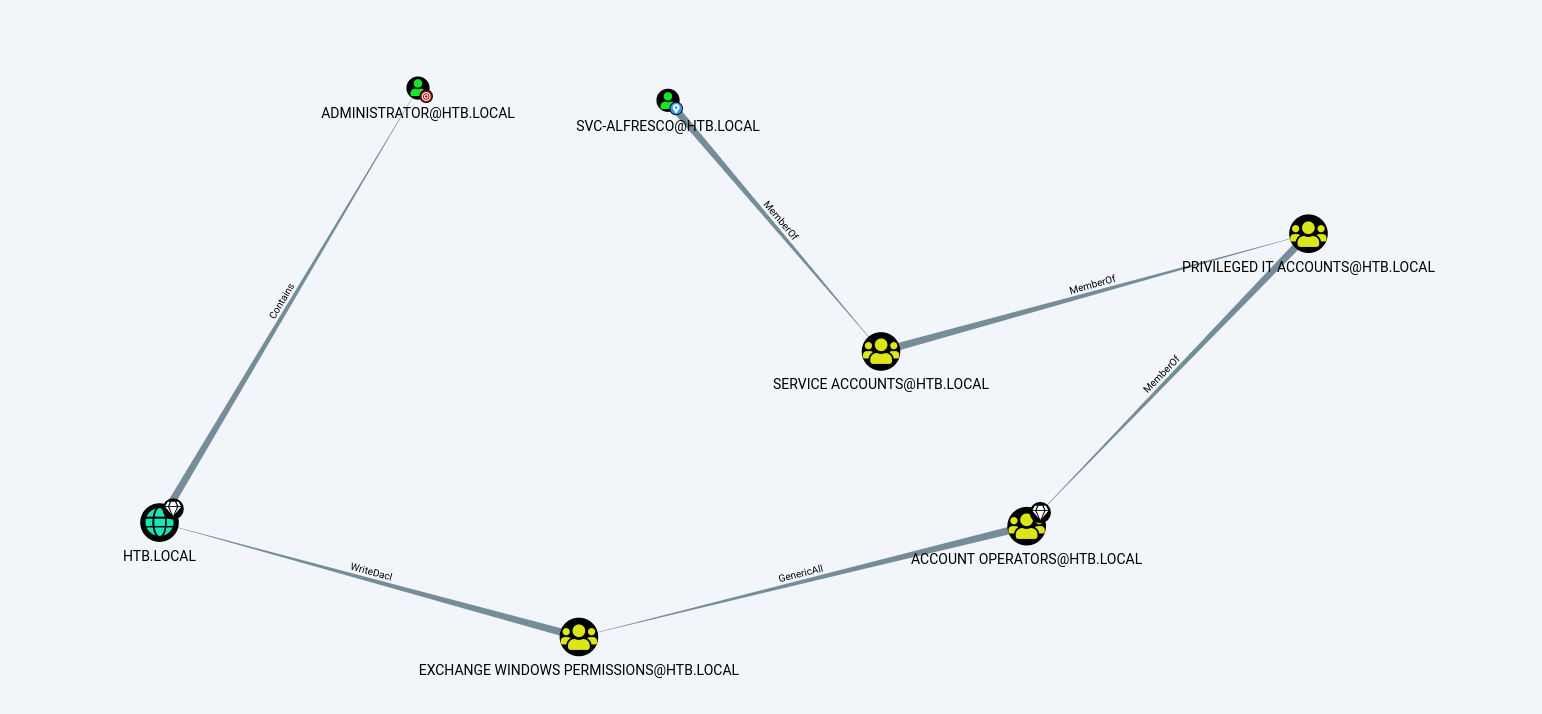 ADMINISTRATOR@HTB.LOCAL
SVC-ALFRESCO@HTB.LOCAL
MemberOf
PRIVILEGED IT ACCOUNTS@HTB.LOCAL
MemberOf
Contains
MemberOf
SERVICE ACCOUNTS@HTB.LOCAL
HTB.LOCAL
ACCOUNT OPERATORS@HTB.LOCAL
WriteDacl
GenericAll
EXCHANGE WINDOWS PERMISSIONS@HTB.LOCAL